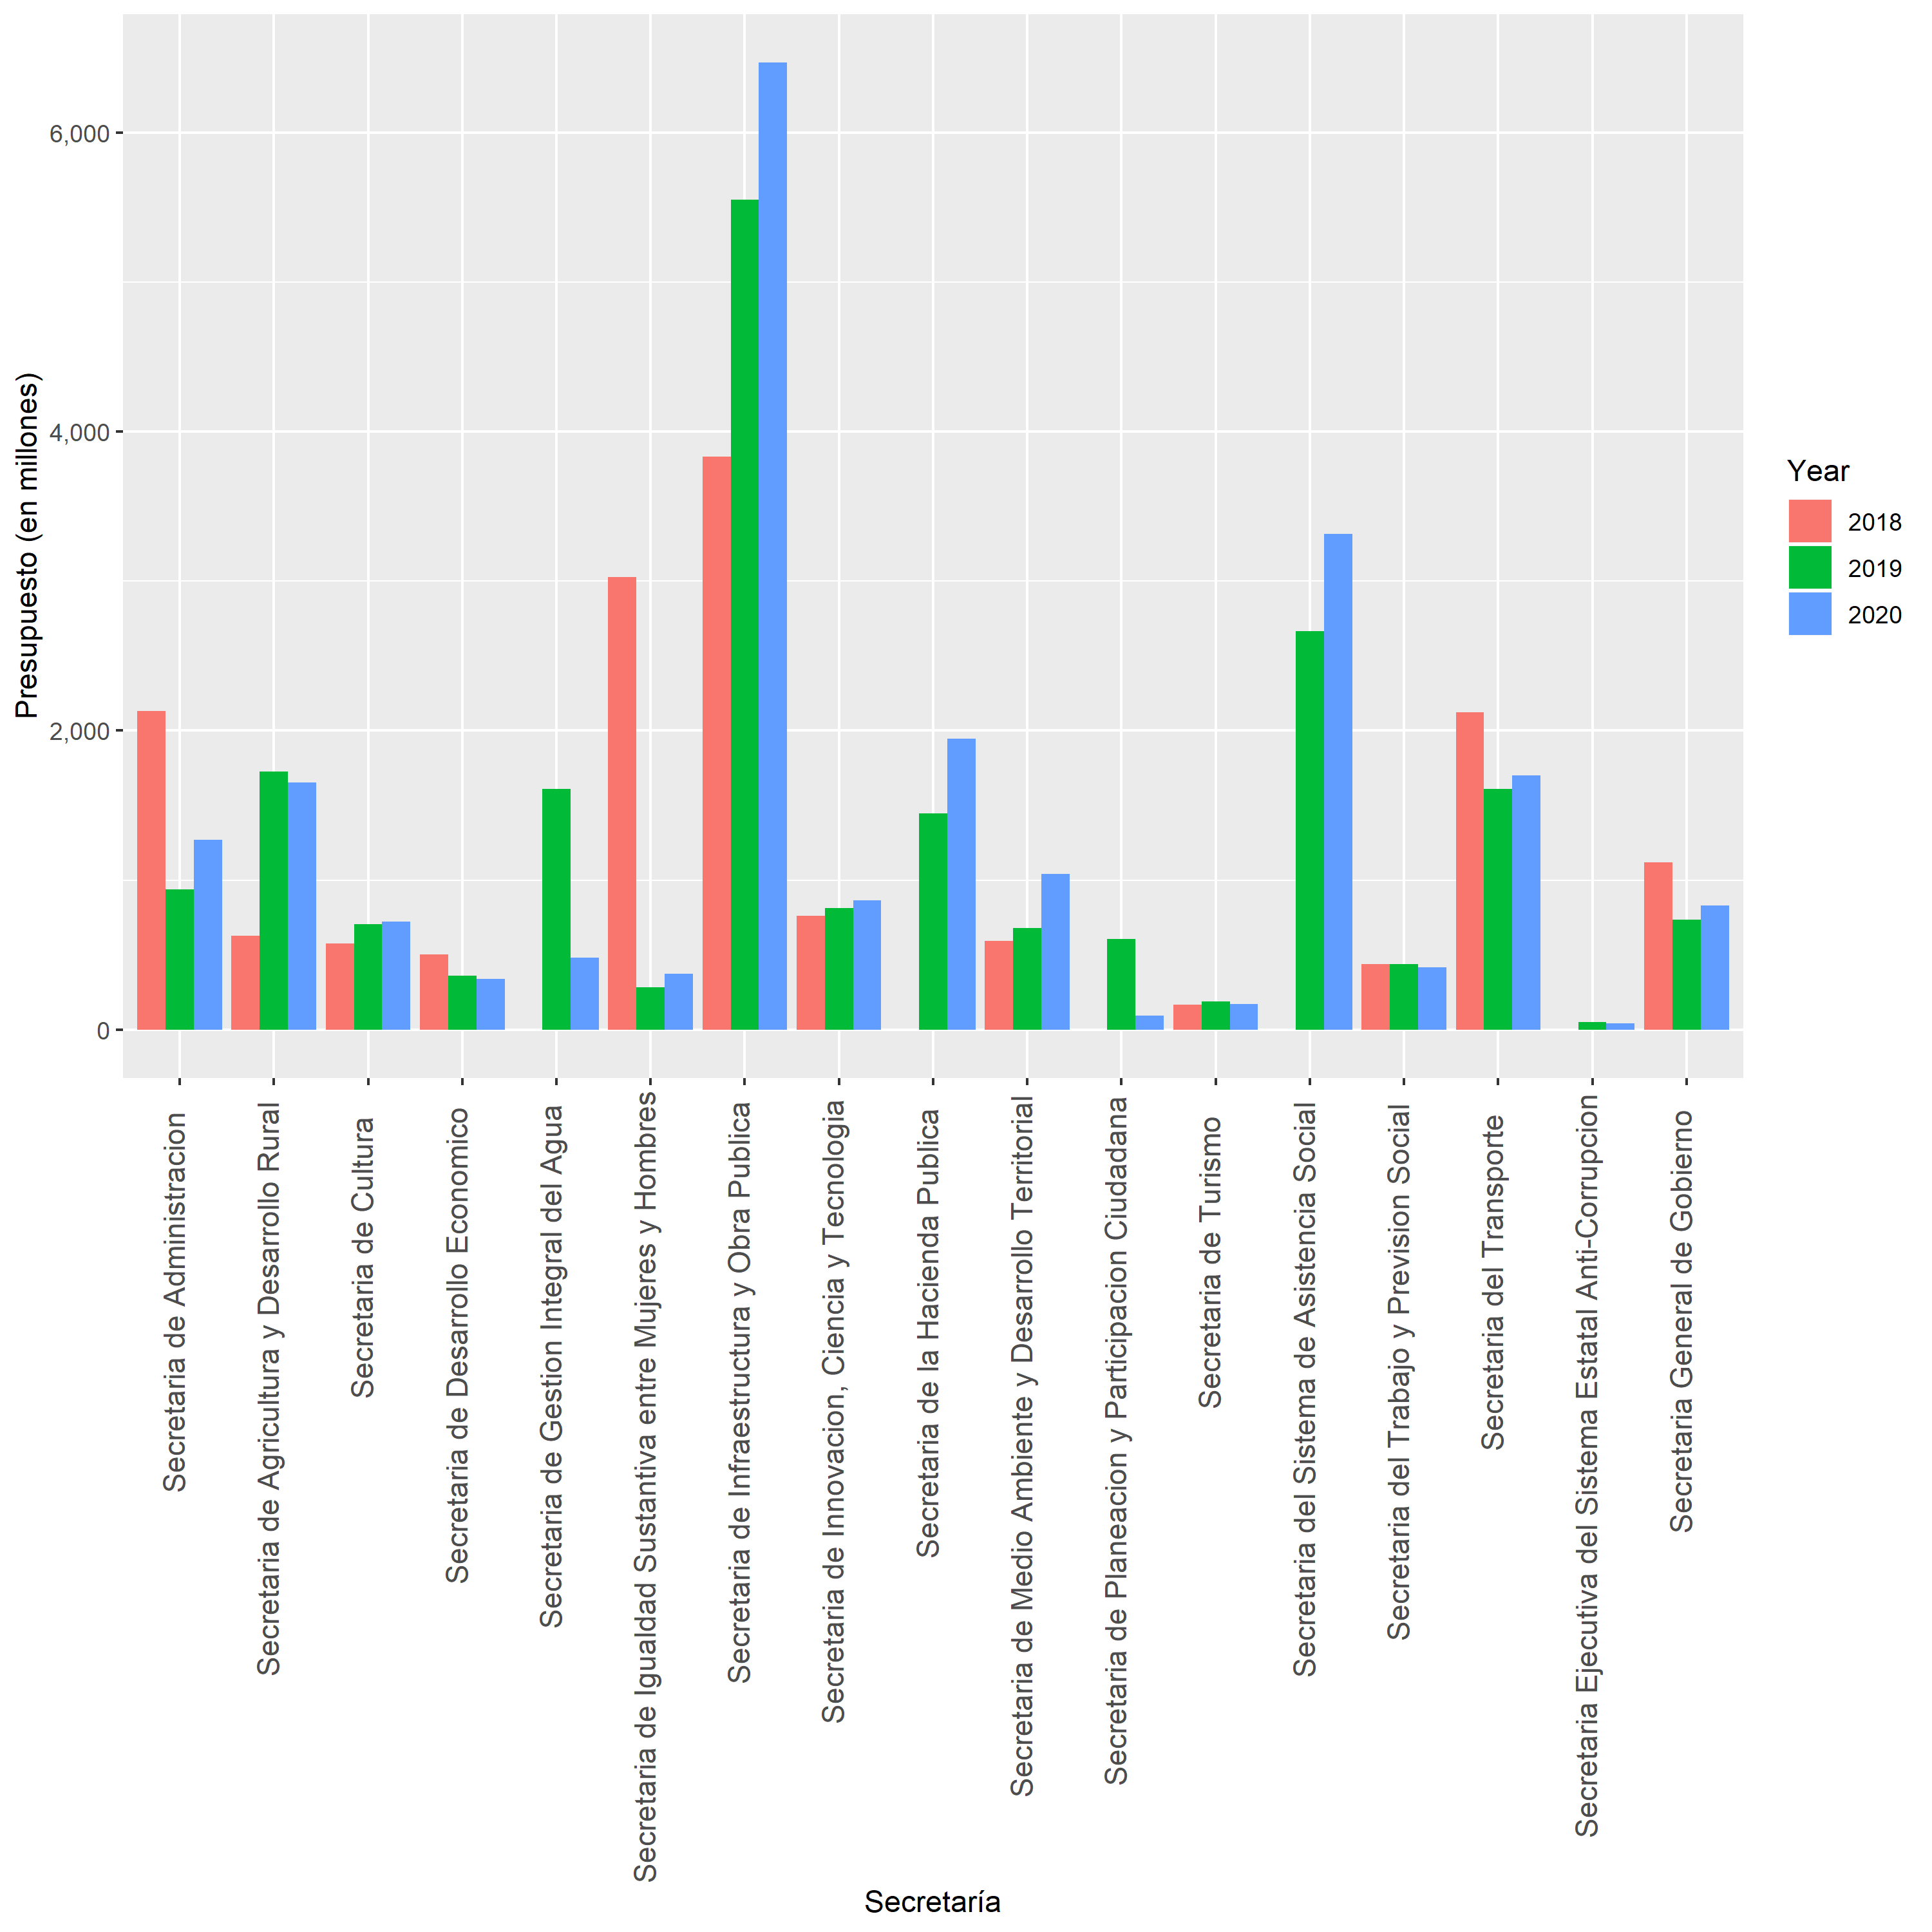 Presupuesto (en millones)
6,000
4,000
2,000
0
Year
2018
2019
2020
Secretaria de Administracion
Secretaria de Agricultura y Desarrollo Rural
Secretaria de Cultura
Secretaria de Desarrollo Economico
Secretaria de Gestion Integral del Agua
Secretaria de Igualdad Sustantiva entre Mujeres y Hombres
Secretaria de Infraestructura y Obra Publica
Secretaria de Innovacion, Ciencia y Tecnologia
Secretaria de la Hacienda Publica
Secretaria de Medio Ambiente y Desarrollo Territorial
Secretaria de Planeacion y Participacion Ciudadana
Secretaria de Turismo
Secretaria del Sistema de Asistencia Social
Secretaria del Trabajo y Prevision Social
Secretaria del Transporte
Secretaria Ejecutiva del Sistema Estatal Anti-Corrupcion
Secretaria General de Gobierno
Secretaría